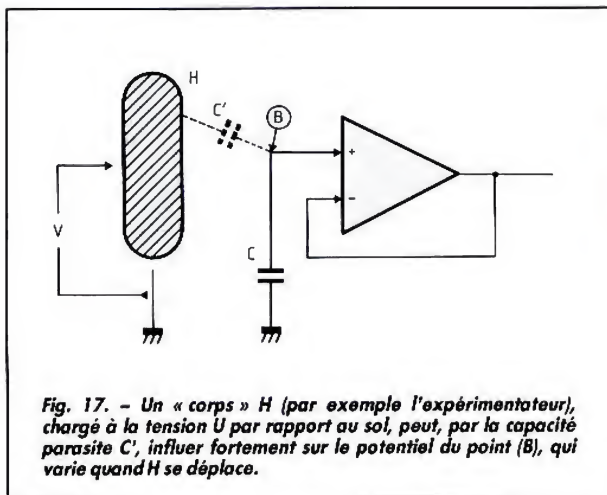 H
C'
B
+
V
-
C
Fig. 17. – Un « corps » H (par exemple l'expérimentateur),
chargé à la tension U par rapport au sol, peut, par la capacité
parasite C', influer fortement sur le potentiel du point (B), qui
varie quand H se déplace.